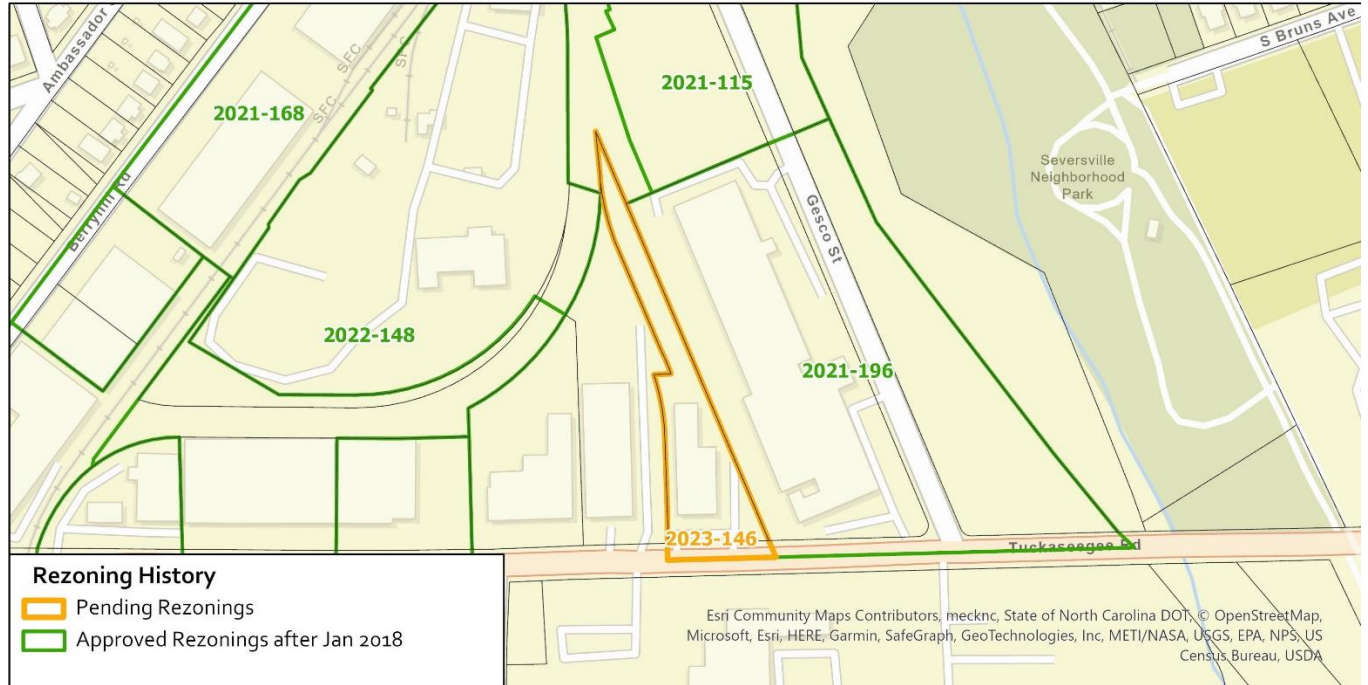 Ambassador
S Bruns Ave
SFC
SFC
2021-115
2021-168
SFC
Berryhill Rd
Seversville
Neighborhood
Park
Gesco St
2022-148
2021-196
2023-146
Tuckaseegee Rd
Rezoning History
Pending Rezonings
Approved Rezonings after Jan 2018
Esri Community Maps Contributors, mecknc, State of North Carolina DOT, © OpenStreetMap,
Microsoft, Esri, HERE, Garmin, SafeGraph, GeoTechnologies, Inc, METI/NASA, USGS, EPA, NPS, US
Census Bureau, USDA